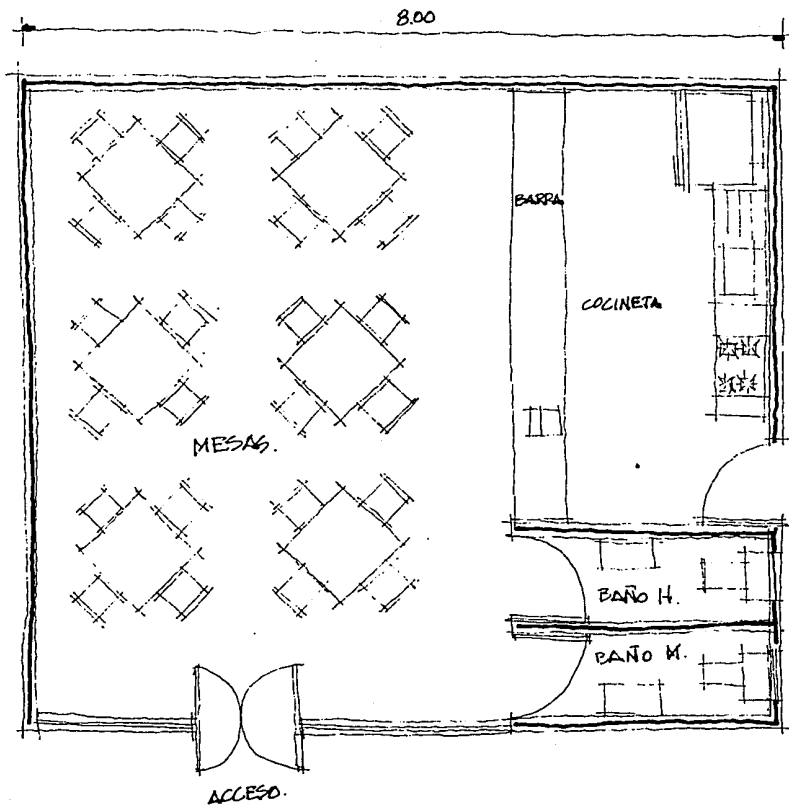 8.00
BARRA
COCINETA
MESAS.
BAÑO H.
BAÑO M.
ACCESO.